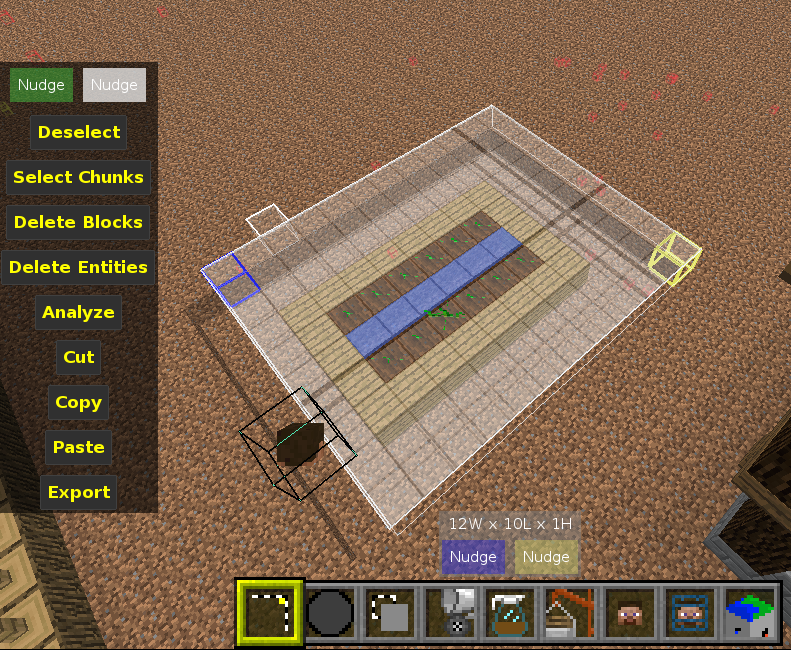 Nudge Nudge
Deselect
Select Chunks
Delete Blocks
Delete Entities
Analyze
Cut
Copy
Paste
Export
12W x 10L x 1H
Nudge Nudge